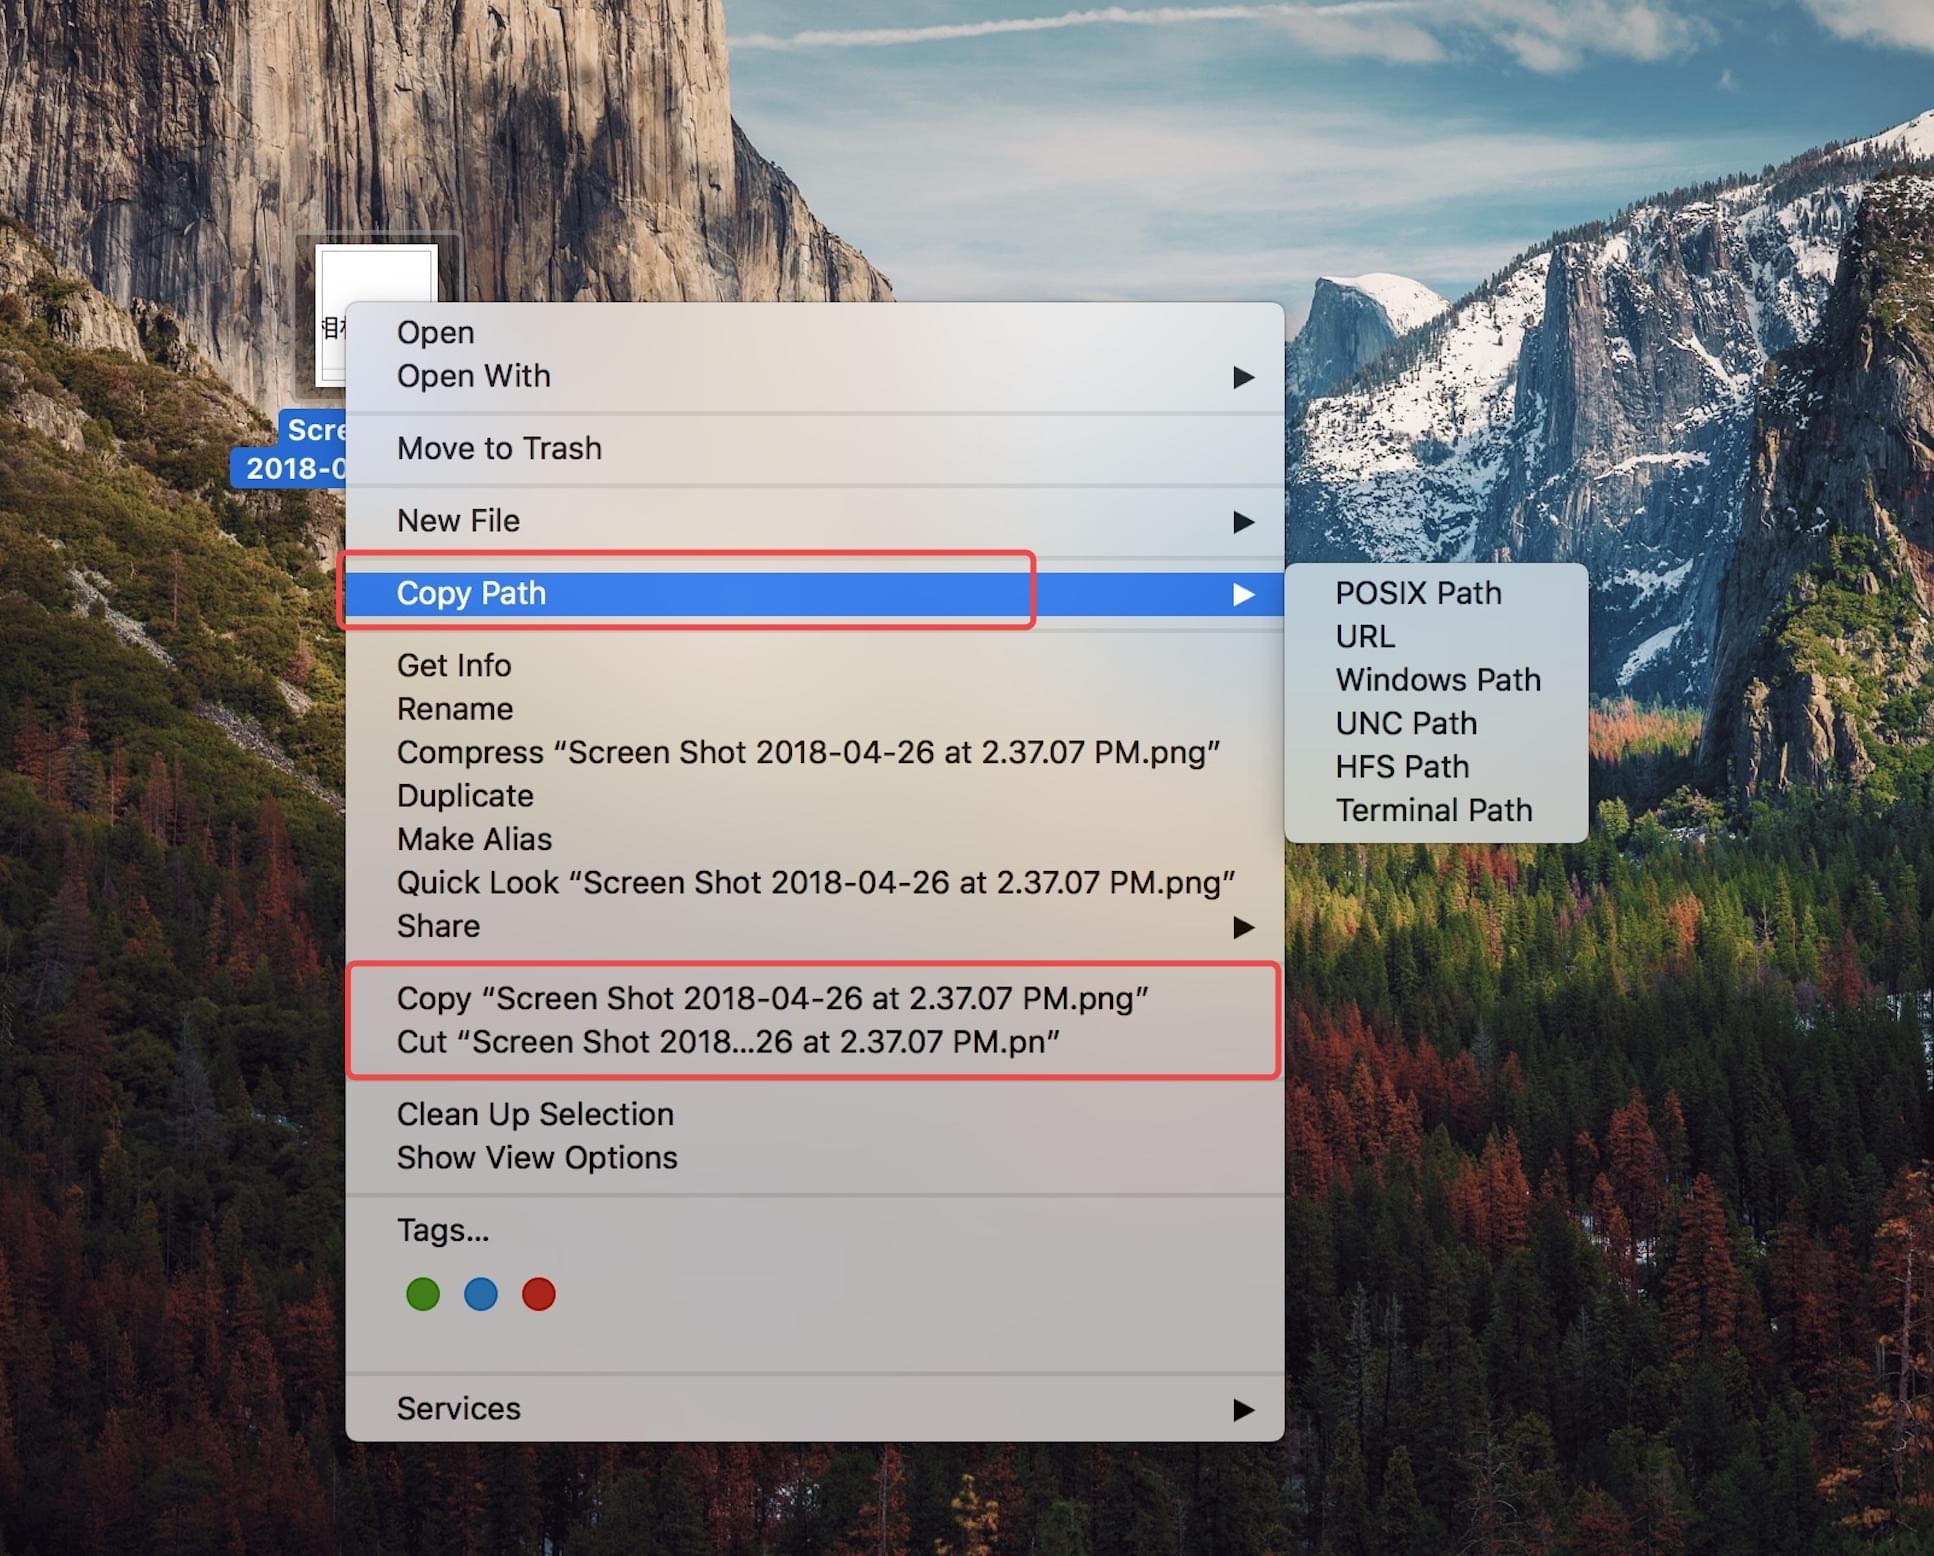 Scre
2018-0
Open
Open With
Move to Trash
New File
Copy Path
Get Info
Rename
Compress “Screen Shot 2018-04-26 at 2.37.07 PM.png”
Duplicate
Make Alias
Quick Look “Screen Shot 2018-04-26 at 2.37.07 PM.png”
Share
Copy “Screen Shot 2018-04-26 at 2.37.07 PM.png”
Cut “Screen Shot 2018...26 at 2.37.07 PM.pn”
Clean Up Selection
Show View Options
Tags...
Services
POSIX Path
URL
Windows Path
UNC Path
HFS Path
Terminal Path